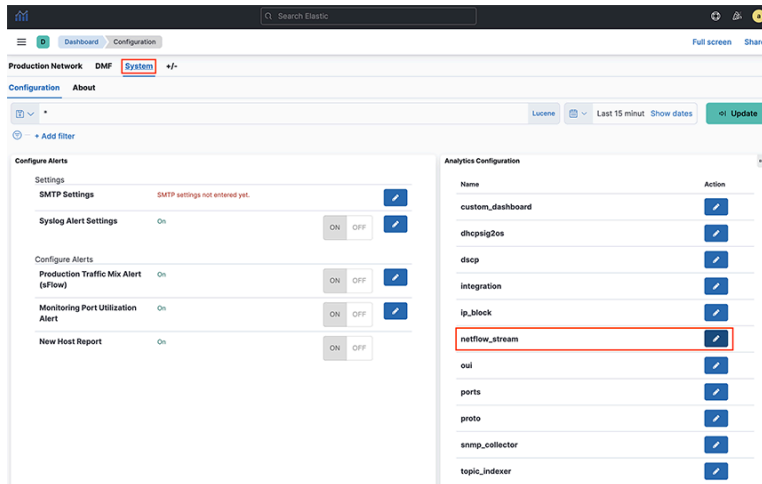 Search Elastic
a
D Dashboard Configuration Full screen Share
Production Network DMF System +/-
Configuration About
* Lucene Last 15 minut Show dates Update
+ Add filter
Configure Alerts
Settings
SMTP Settings SMTP settings not entered yet.
Syslog Alert Settings On ON OFF
Configure Alerts
Production Traffic Mix Alert On ON OFF
(sFlow)
Monitoring Port Utilization On ON OFF
Alert
New Host Report On ON OFF
Analytics Configuration
Name Action
custom_dashboard
dhcpsig2os
dscp
integration
ip_block
netflow_stream
oui
ports
proto
snmp_collector
topic_indexer